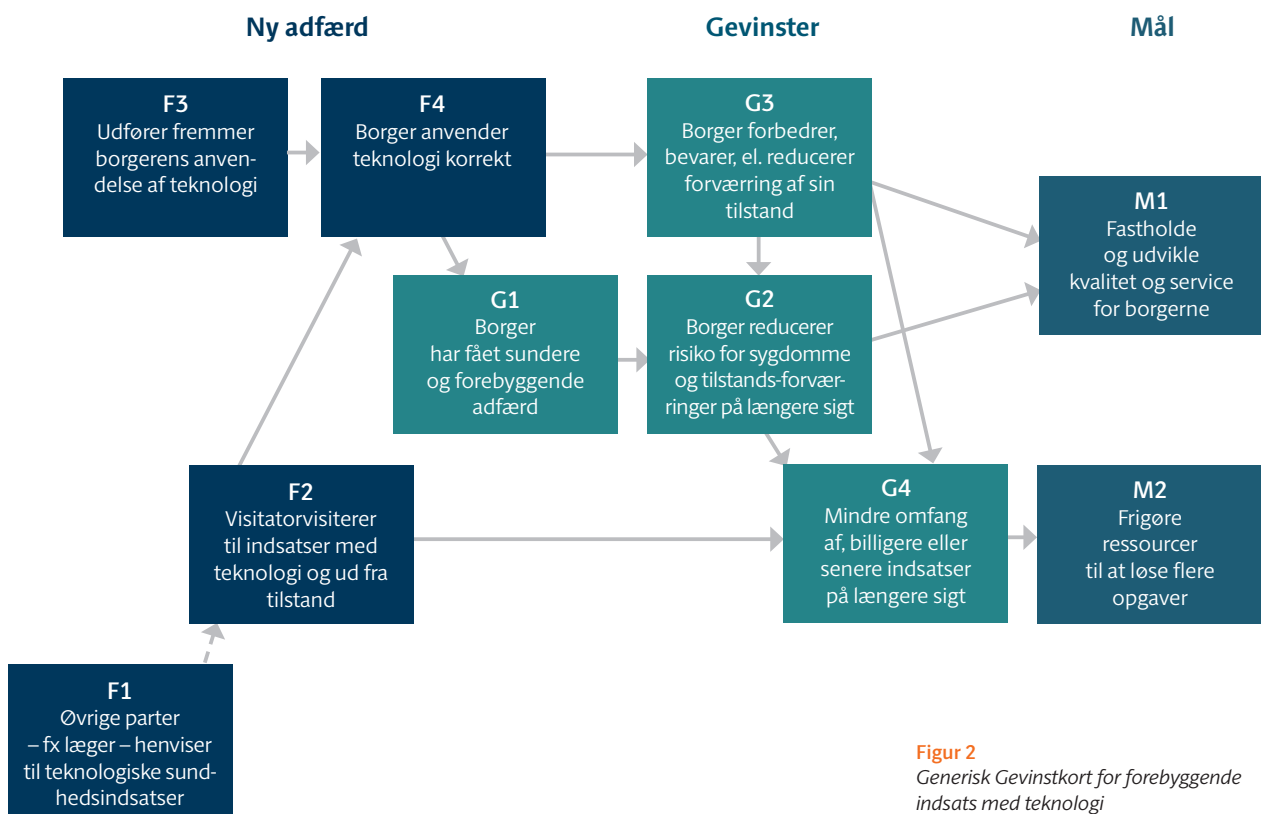 Ny adfærd
Gevinster
Mål
F3
Udfører fremmer
borgerens anven-
delse af teknologi
F4
Borger anvender
teknologi korrekt
G3
Borger forbedrer,
bevarer, el. reducerer
forværring af sin
tilstand
M1
Fastholde
og udvikle
kvalitet og service
for borgerne
G1
Borger
har fået sundere
og forebyggende
adfærd
G2
Borger reducerer
risiko for sygdomme
og tilstands-forvær-
ringer på længere sigt
F2
Visitatorvisiterer
til indsatser med
teknologi og ud fra
tilstand
G4
Mindre omfang
af, billigere eller
senere indsatser
på længere sigt
M2
Frigøre
ressourcer
til at løse flere
opgaver
F1
Øvrige parter
– fx læger – henviser
til teknologiske sund-
hedsindsatser
Figur 2
Generisk Gevinstkort for forebyggende
indsats med teknologi